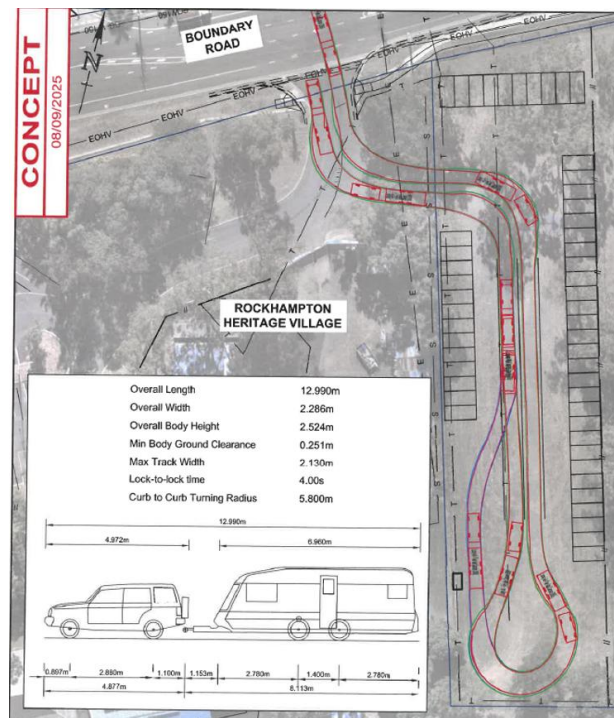 CONCEPT
08/09/2025
N
BOUNDARY
ROAD
EOHV
EOHV
EOHV
EOHV
ROCKHAMPTON
HERITAGE VILLAGE
Overall Length 12.990m
Overall Width 2.286m
Overall Body Height 2.524m
Min Body Ground Clearance 0.251m
Max Track Width 2.130m
Lock-to-lock time 4.00s
Curb to Curb Turning Radius 5.800m
12.990m
4.972m 6.960m
0.897m 2.880m 1.100m 1.153m 2.780m 1.400m 2.780m
4.877m 8.113m